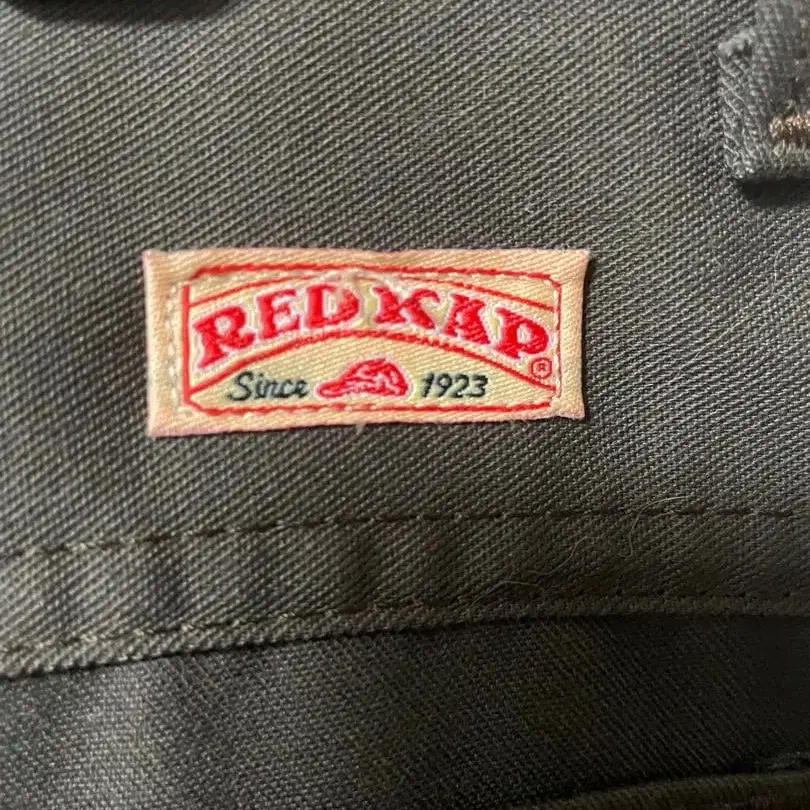 RED KAP®
Since 1923